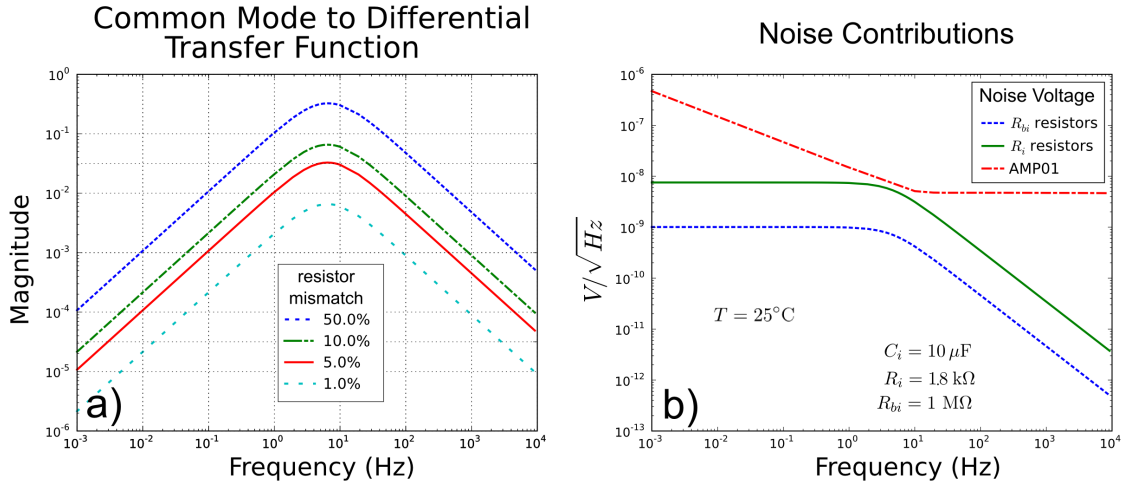 Common Mode to Differential
Transfer Function
Magnitude
10^0
10^-1
10^-2
10^-3
10^-4
10^-5
10^-6
resistor
mismatch
50.0%
10.0%
5.0%
1.0%
a)
10^-3
10^-2
10^-1
10^0
10^1
10^2
10^3
10^4
Frequency (Hz)
Noise Contributions
V/√Hz
10^-6
10^-7
10^-8
10^-9
10^-10
10^-11
10^-12
10^-13
Noise Voltage
R_bi resistors
R_i resistors
AMP01
T = 25°C
C_i = 10 μF
R_i = 1.8 kΩ
R_bi = 1 MΩ
b)
10^-3
10^-2
10^-1
10^0
10^1
10^2
10^3
10^4
Frequency (Hz)